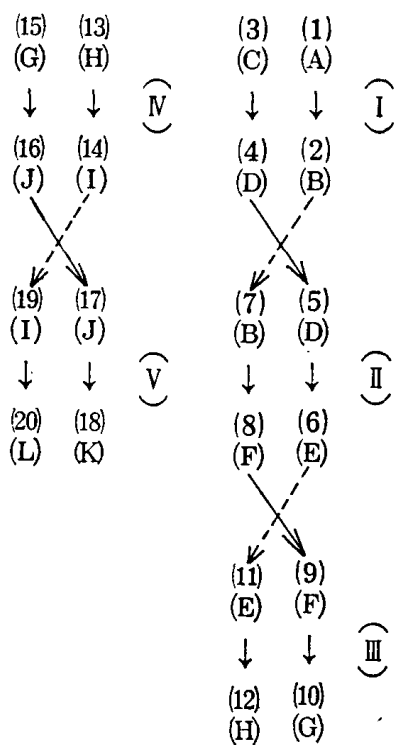 (1) (3)
(A) (C)
(I)
(2) (4)
(B) (D)
(5) (7)
(D) (B)
(II)
(6) (8)
(E) (F)
(9) (11)
(F) (E)
(III)
(10) (12)
(G) (H)
(13) (15)
(H) (G)
(IV)
(14) (16)
(I) (J)
(17) (19)
(J) (I)
(V)
(18) (20)
(K) (L)